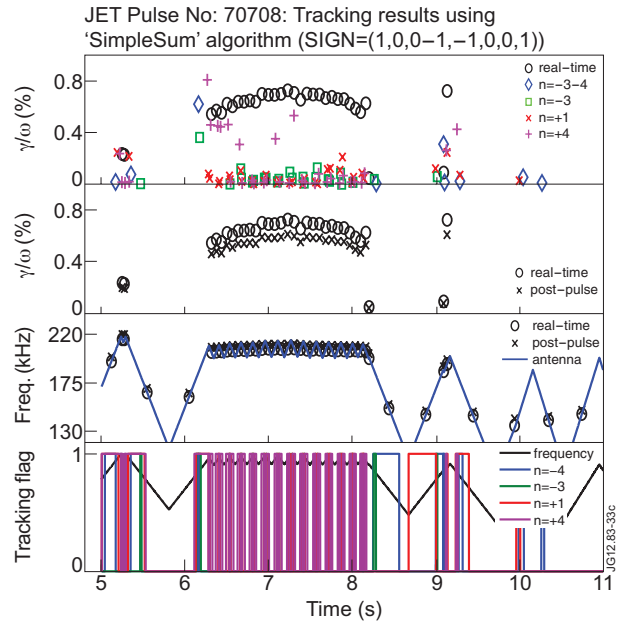 JET Pulse No: 70708: Tracking results using
‘SimpleSum’ algorithm (SIGN=(1,0,0−1,−1,0,0,1))
γ/ω (%)
0.8
0.4
0
real-time
n=−3−4
n=−3
n=+1
n=+4
γ/ω (%)
0.8
0.4
0
real-time
post-pulse
Freq. (kHz)
220
175
130
real-time
post-pulse
antenna
Tracking flag
1
0
frequency
n=−4
n=−3
n=+1
n=+4
5 6 7 8 9 10 11
Time (s)
JG12.83-33c